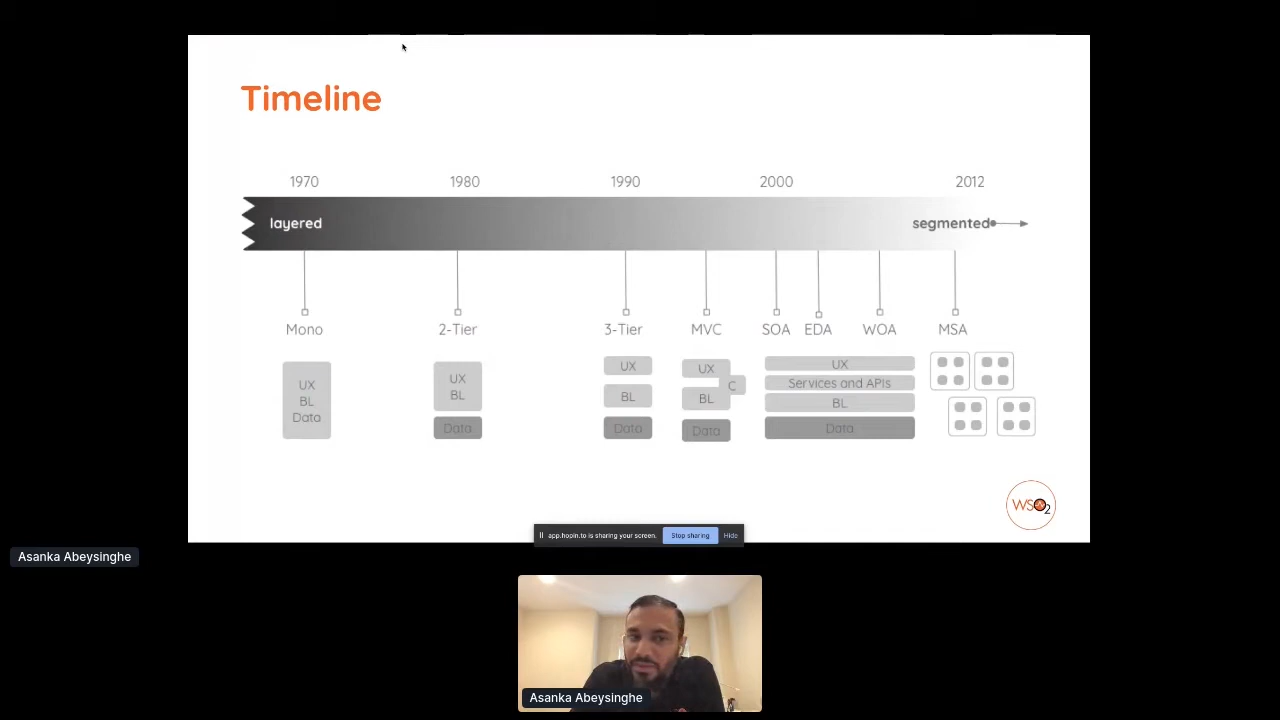 Timeline
1970 1980 1990 2000 2012
layered segmented
Mono 2-Tier 3-Tier MVC SOA EDA WOA MSA
UX
BL
Data
UX
BL
Data
UX
BL
Data
UX
C
BL
Data
UX
Services and APIs
BL
Data
WSO2
app.hopin.to is sharing your screen. Stop sharing Hide
Asanka Abeysinghe
Asanka Abeysinghe